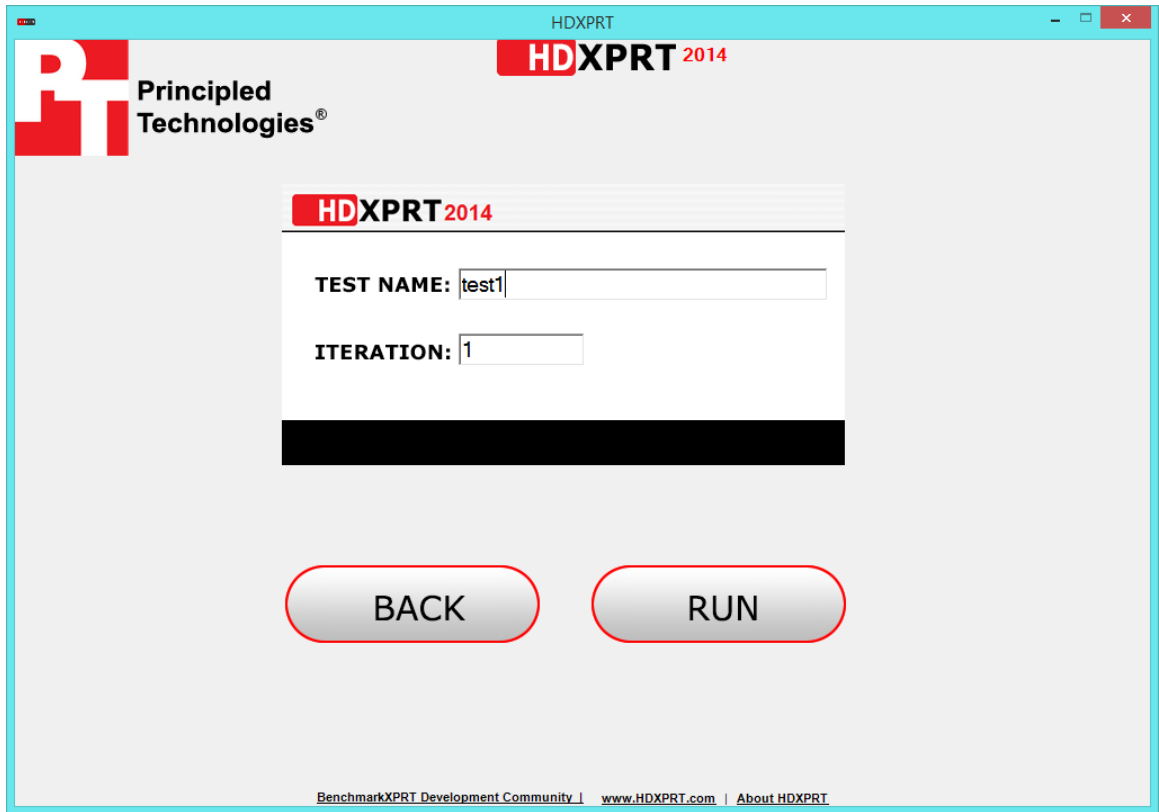 HDXPRT
HDXPRT 2014
PT
Principled
Technologies®
HDXPRT 2014
TEST NAME: test1
ITERATION: 1
BACK
RUN
BenchmarkXPRT Development Community | www.HDXPRT.com | About HDXPRT